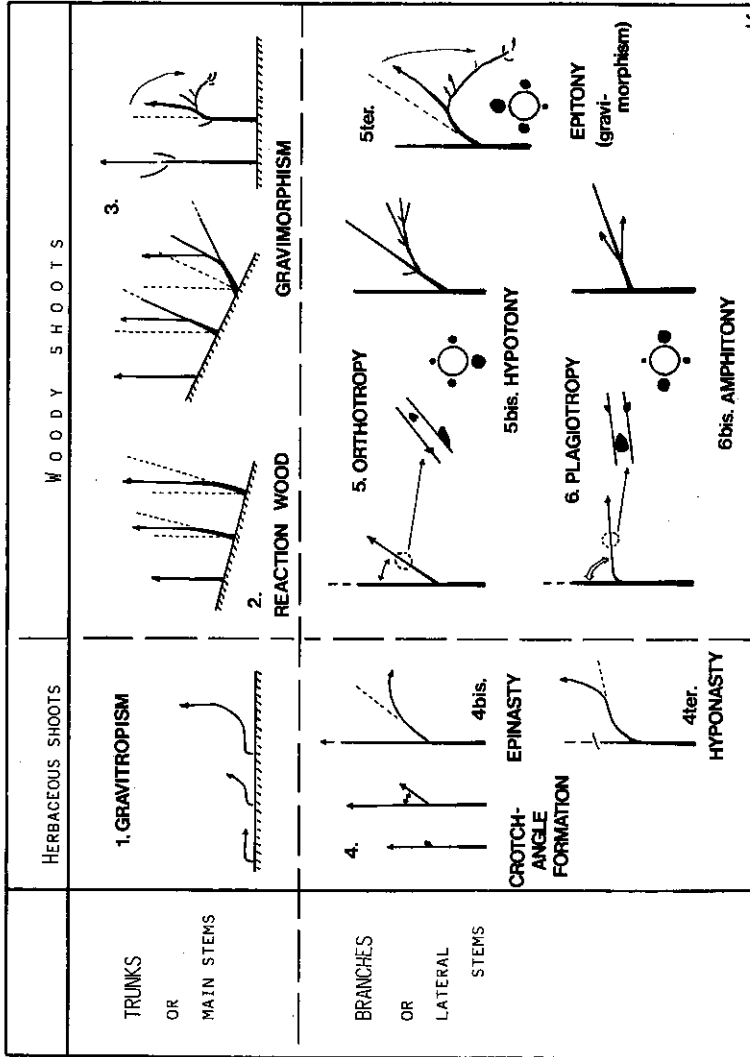 HERBACEOUS SHOOTS
WOODY SHOOTS
TRUNKS
OR
MAIN STEMS
1. GRAVITROPISM
2.
REACTION WOOD
3.
GRAVIMORPHISM
BRANCHES
OR
LATERAL
STEMS
4.
CROTCH-
ANGLE
FORMATION
4bis.
EPINASTY
4ter.
HYPONASTY
5. ORTHOTROPY
5bis. HYPOTONY
5ter.
EPITONY
(gravi-
morphism)
6. PLAGIOTROPY
6bis. AMPHITONY